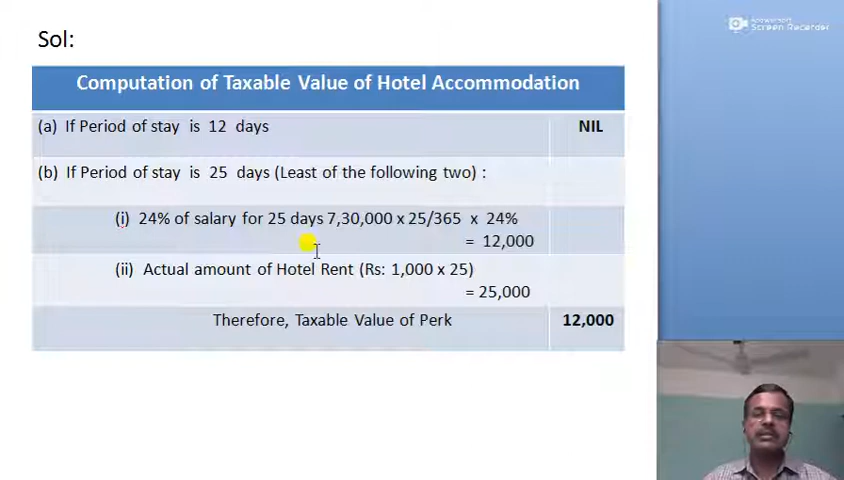 Sol:
Computation of Taxable Value of Hotel Accommodation
(a) If Period of stay is 12 days NIL
(b) If Period of stay is 25 days (Least of the following two) :
(i) 24% of salary for 25 days 7,30,000 x 25/365 x 24%
= 12,000
(ii) Actual amount of Hotel Rent (Rs: 1,000 x 25)
= 25,000
Therefore, Taxable Value of Perk 12,000
Screen Recorder